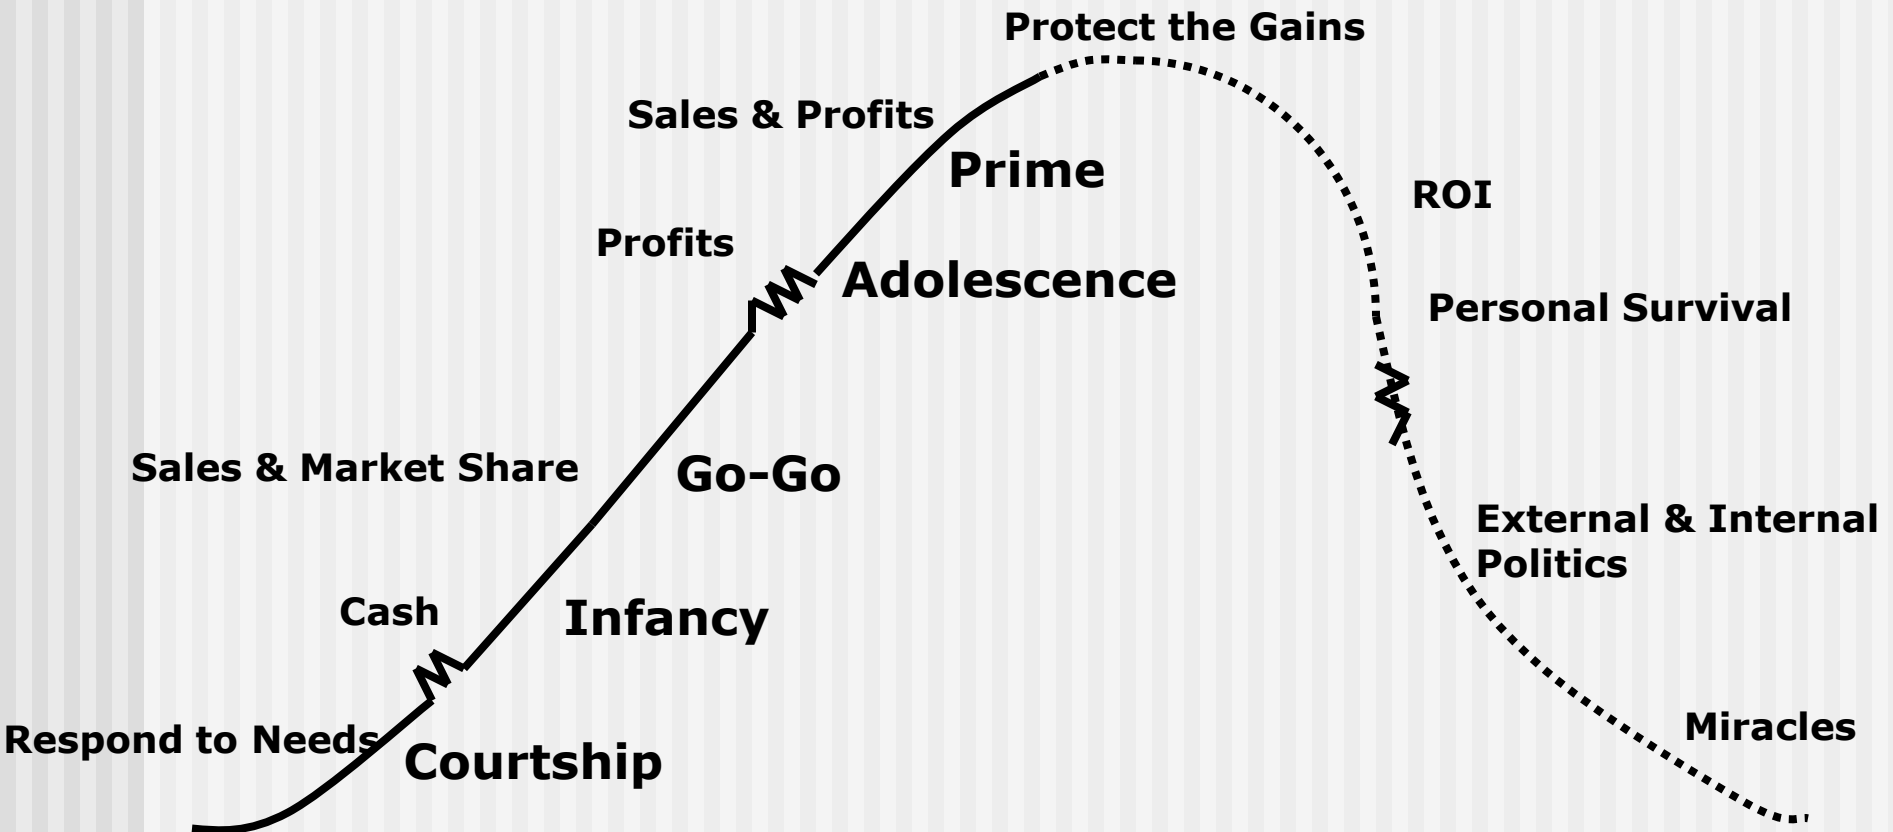 Protect the Gains
Sales & Profits
Prime
ROI
Profits
Adolescence
Personal Survival
Sales & Market Share
Go-Go
External & Internal
Politics
Cash
Infancy
Respond to Needs
Courtship
Miracles